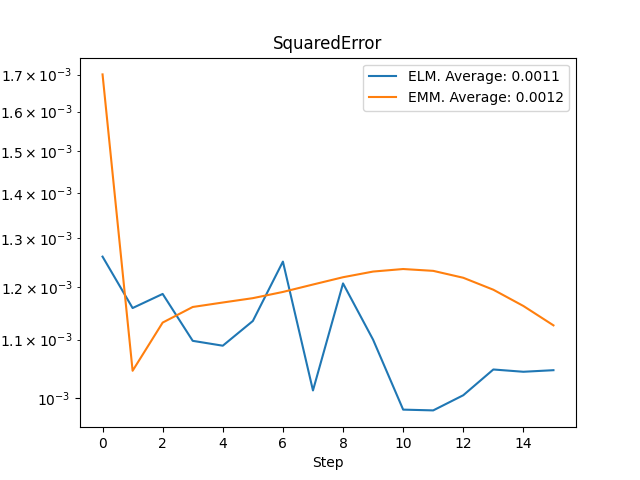 SquaredError
ELM. Average: 0.0011
EMM. Average: 0.0012
1.7 × 10⁻³
1.6 × 10⁻³
1.5 × 10⁻³
1.4 × 10⁻³
1.3 × 10⁻³
1.2 × 10⁻³
1.1 × 10⁻³
10⁻³
0 2 4 6 8 10 12 14
Step